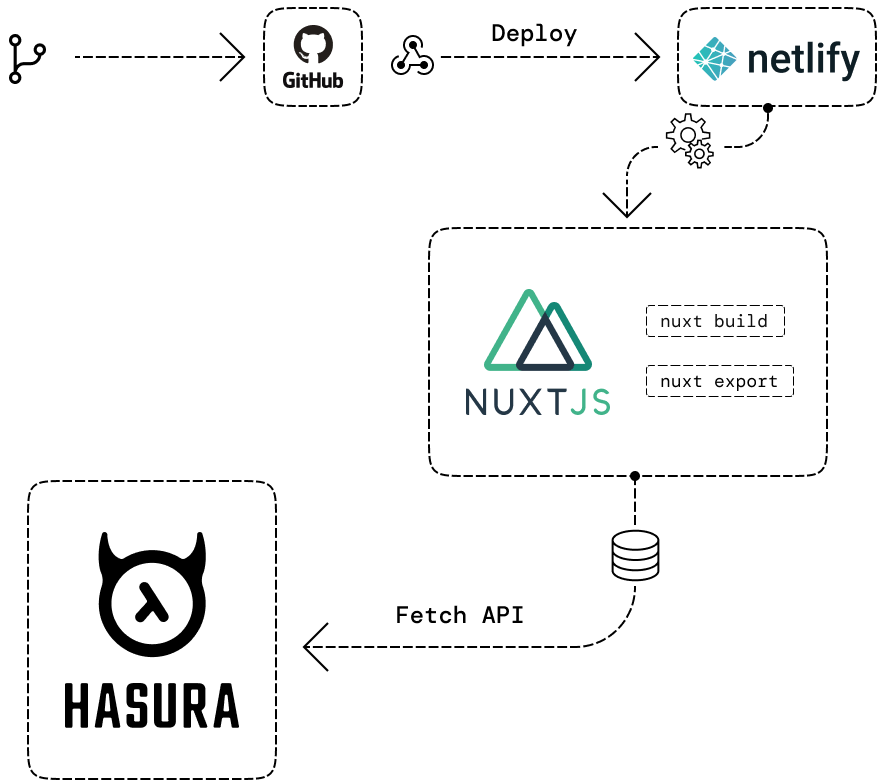 GitHub
Deploy
netlify
nuxt build
nuxt export
NUXTJS
Fetch API
HASURA